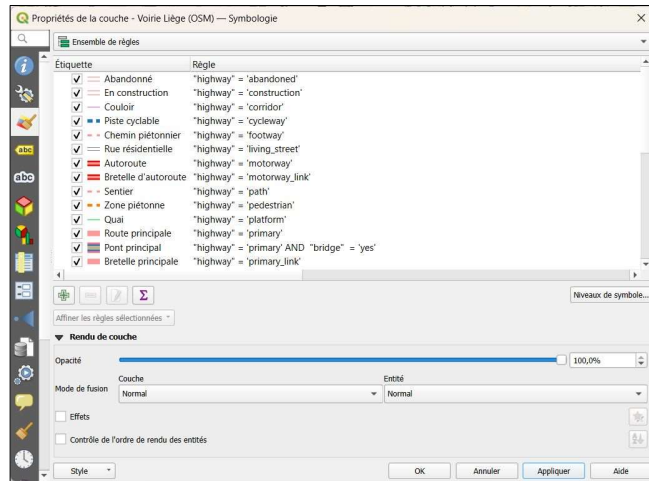 Propriétés de la couche - Voirie Liège (OSM) — Symbologie
Ensemble de règles
Étiquette Règle
Abandonné "highway" = 'abandoned'
En construction "highway" = 'construction'
Couloir "highway" = 'corridor'
Piste cyclable "highway" = 'cycleway'
Chemin piétonnier "highway" = 'footway'
Rue résidentielle "highway" = 'living_street'
Autoroute "highway" = 'motorway'
Bretelle d'autoroute "highway" = 'motorway_link'
Sentier "highway" = 'path'
Zone piétonne "highway" = 'pedestrian'
Quai "highway" = 'platform'
Route principale "highway" = 'primary'
Pont principal "highway" = 'primary' AND "bridge" = 'yes'
Bretelle principale "highway" = 'primary_link'
Σ Niveaux de symbole...
Affiner les règles sélectionnées
Rendu de couche
Opacité 100,0%
Couche Entité
Mode de fusion Normal Normal
Effets
Contrôle de l'ordre de rendu des entités
Style OK Annuler Appliquer Aide
abc
abc